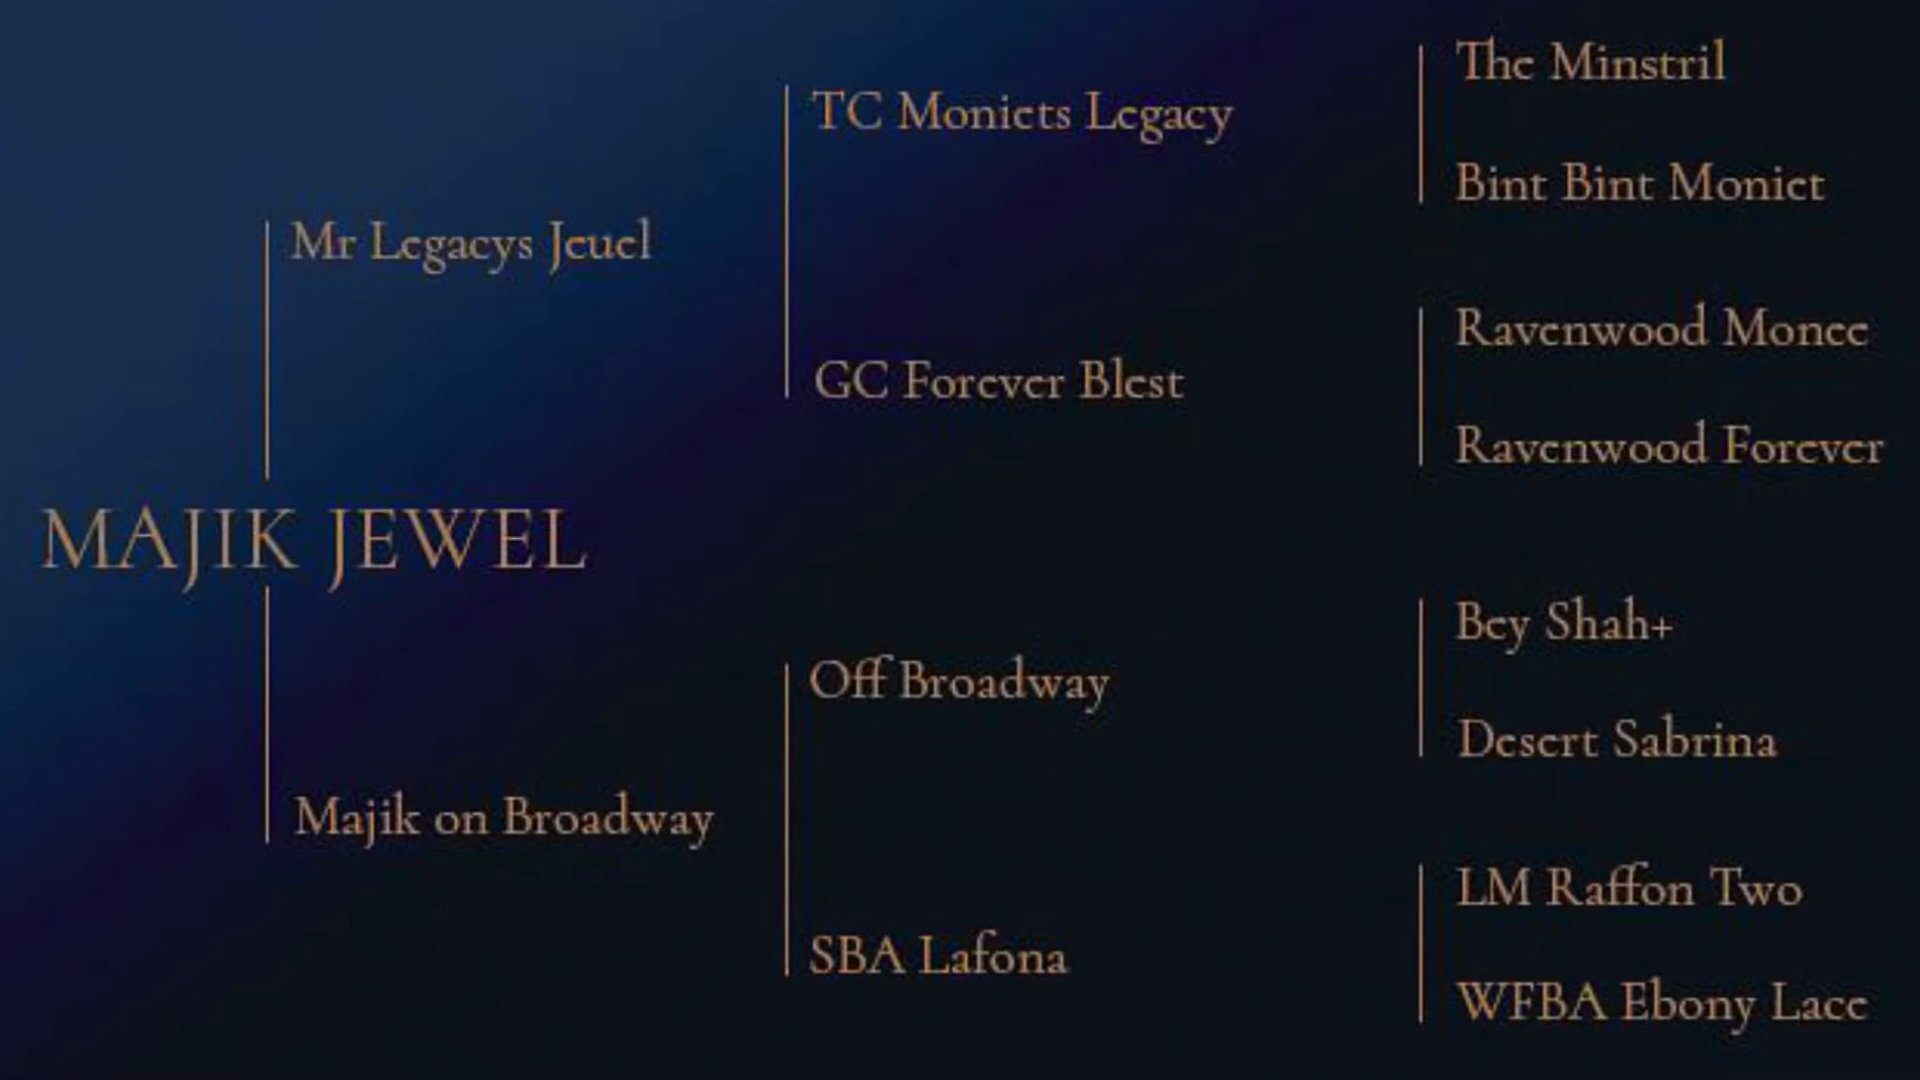 The Minstril
TC Moniets Legacy
Bint Bint Moniet
Mr Legacys Jeuel
Ravenwood Monee
GC Forever Blest
Ravenwood Forever
MAJIK JEWEL
Bey Shah+
Off Broadway
Desert Sabrina
Majik on Broadway
LM Raffon Two
SBA Lafona
WFBA Ebony Lace